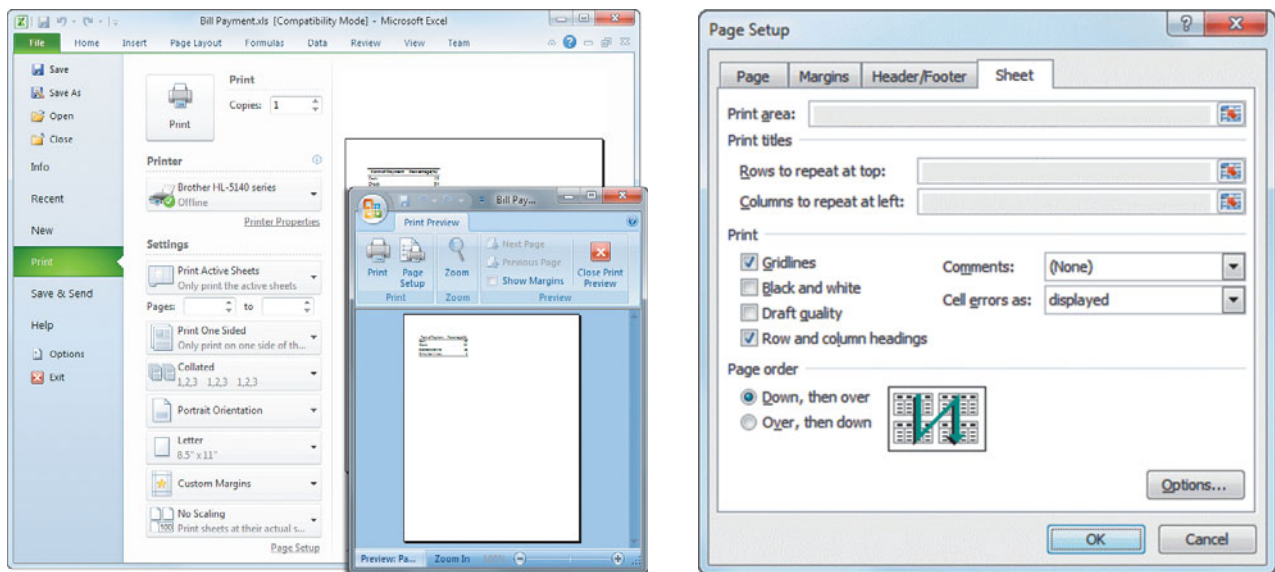 Bill Payment.xls [Compatibility Mode] - Microsoft Excel
File Home Insert Page Layout Formulas Data Review View Team
Save
Save As
Open
Close
Info
Recent
New
Print
Save & Send
Help
Options
Exit
Print
Copies: 1
Print
Printer
Brother HL-5140 series
Offline
Printer Properties
Settings
Print Active Sheets
Only print the active sheets
Pages: to
Print One Sided
Only print on one side of th...
Collated
1,2,3 1,2,3 1,2,3
Portrait Orientation
Letter
8.5" x 11"
Custom Margins
No Scaling
100
Print sheets at their actual s...
Page Setup
Bill Pay...
Print Preview
Print
Page Setup
Zoom
Next Page
Previous Page
Show Margins
Close Print Preview
Print Zoom Preview
Preview: Pa... Zoom In 100%
Page Setup
Page Margins Header/Footer Sheet
Print area:
Print titles
Rows to repeat at top:
Columns to repeat at left:
Print
Gridlines
Black and white
Draft quality
Row and column headings
Comments: (None)
Cell errors as: displayed
Page order
Down, then over
Over, then down
Options...
OK Cancel